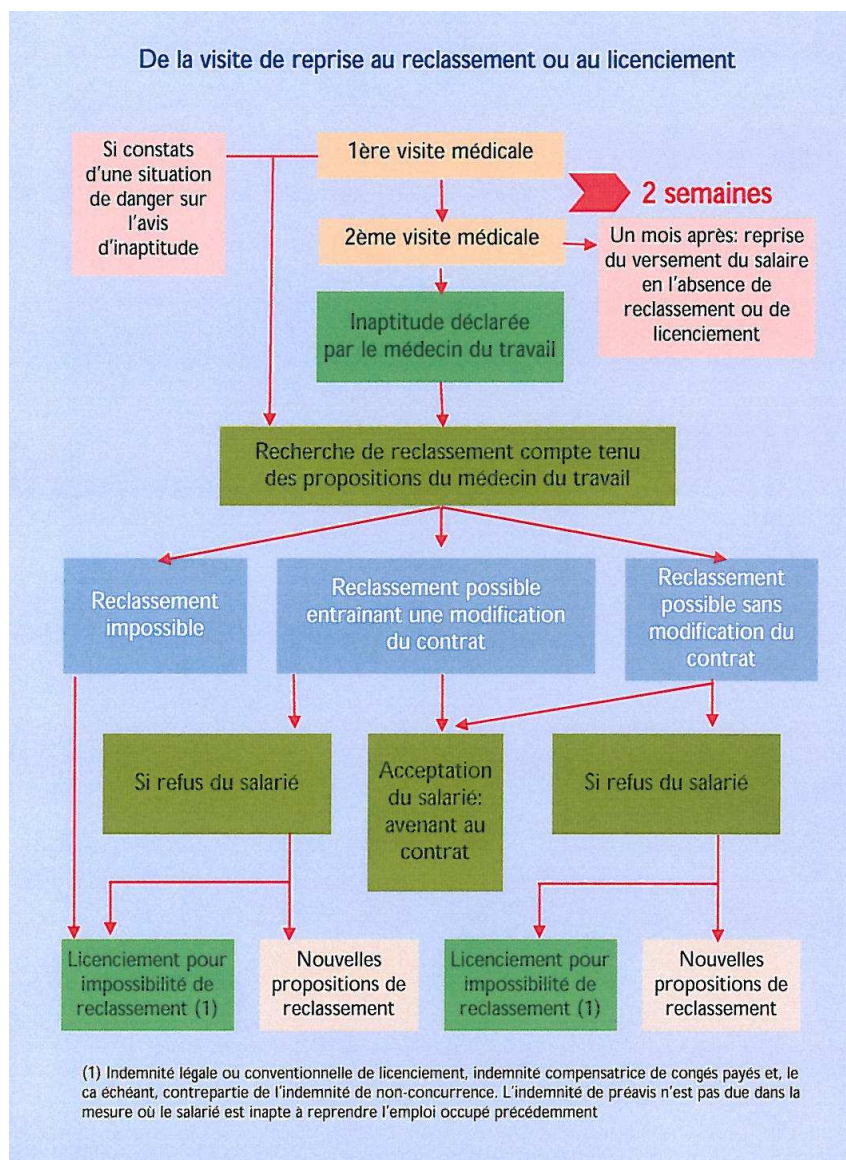 De la visite de reprise au reclassement ou au licenciement
Si constats
d'une situation
de danger sur
l'avis
d'inaptitude
1ère visite médicale
2 semaines
2ème visite médicale
Un mois après: reprise
du versement du salaire
en l'absence de
reclassement ou de
licenciement
Inaptitude déclarée
par le médecin du travail
Recherche de reclassement compte tenu
des propositions du médecin du travail
Reclassement
impossible
Reclassement possible
entraînant une modification
du contrat
Reclassement
possible sans
modification du
contrat
Si refus du salarié
Acceptation
du salarié:
avenant au
contrat
Si refus du salarié
Licenciement pour
impossibilité de
reclassement (1)
Nouvelles
propositions de
reclassement
Licenciement pour
impossibilité de
reclassement (1)
Nouvelles
propositions de
reclassement
(1) Indemnité légale ou conventionnelle de licenciement, indemnité compensatrice de congés payés et, le
ca échéant, contrepartie de l'indemnité de non-concurrence. L'indemnité de préavis n'est pas due dans la
mesure où le salarié est inapte à reprendre l'emploi occupé précédemment